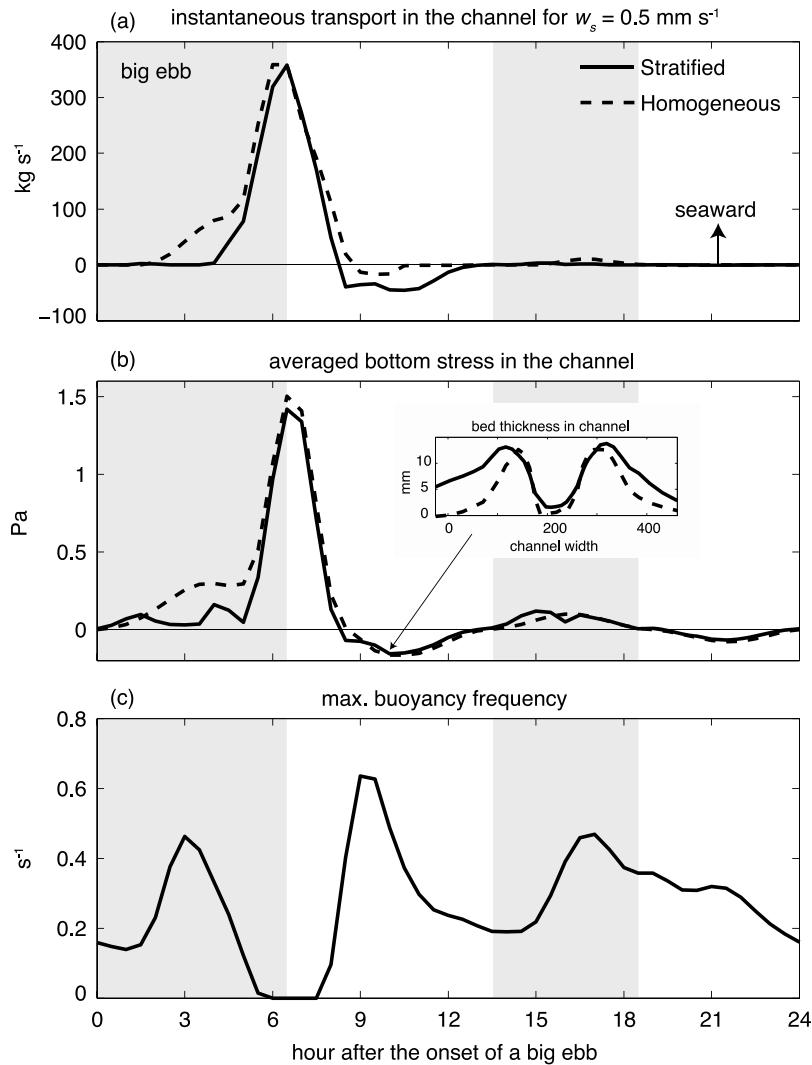 (a) instantaneous transport in the channel for wₛ = 0.5 mm s⁻¹
400
300
200
100
0
−100
kg s⁻¹
big ebb
Stratified
Homogeneous
seaward
(b) averaged bottom stress in the channel
1.5
1
0.5
0
Pa
bed thickness in channel
10
5
0
mm
0 200 400
channel width
(c) max. buoyancy frequency
0.8
0.6
0.4
0.2
0
s⁻¹
0 3 6 9 12 15 18 21 24
hour after the onset of a big ebb